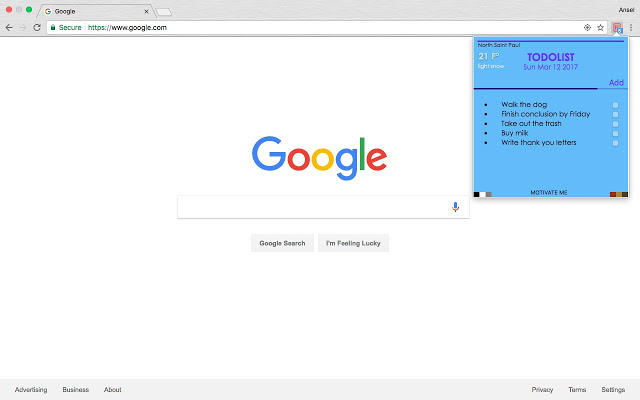 Google
Ansel
Secure
https://www.google.com
North Saint Paul
21 F°
light snow
TODOLIST
Sun Mar 12 2017
Add
Walk the dog
Finish conclusion by Friday
Take out the trash
Buy milk
Write thank you letters
MOTIVATE ME
Google
Google Search
I'm Feeling Lucky
Advertising
Business
About
Privacy
Terms
Settings